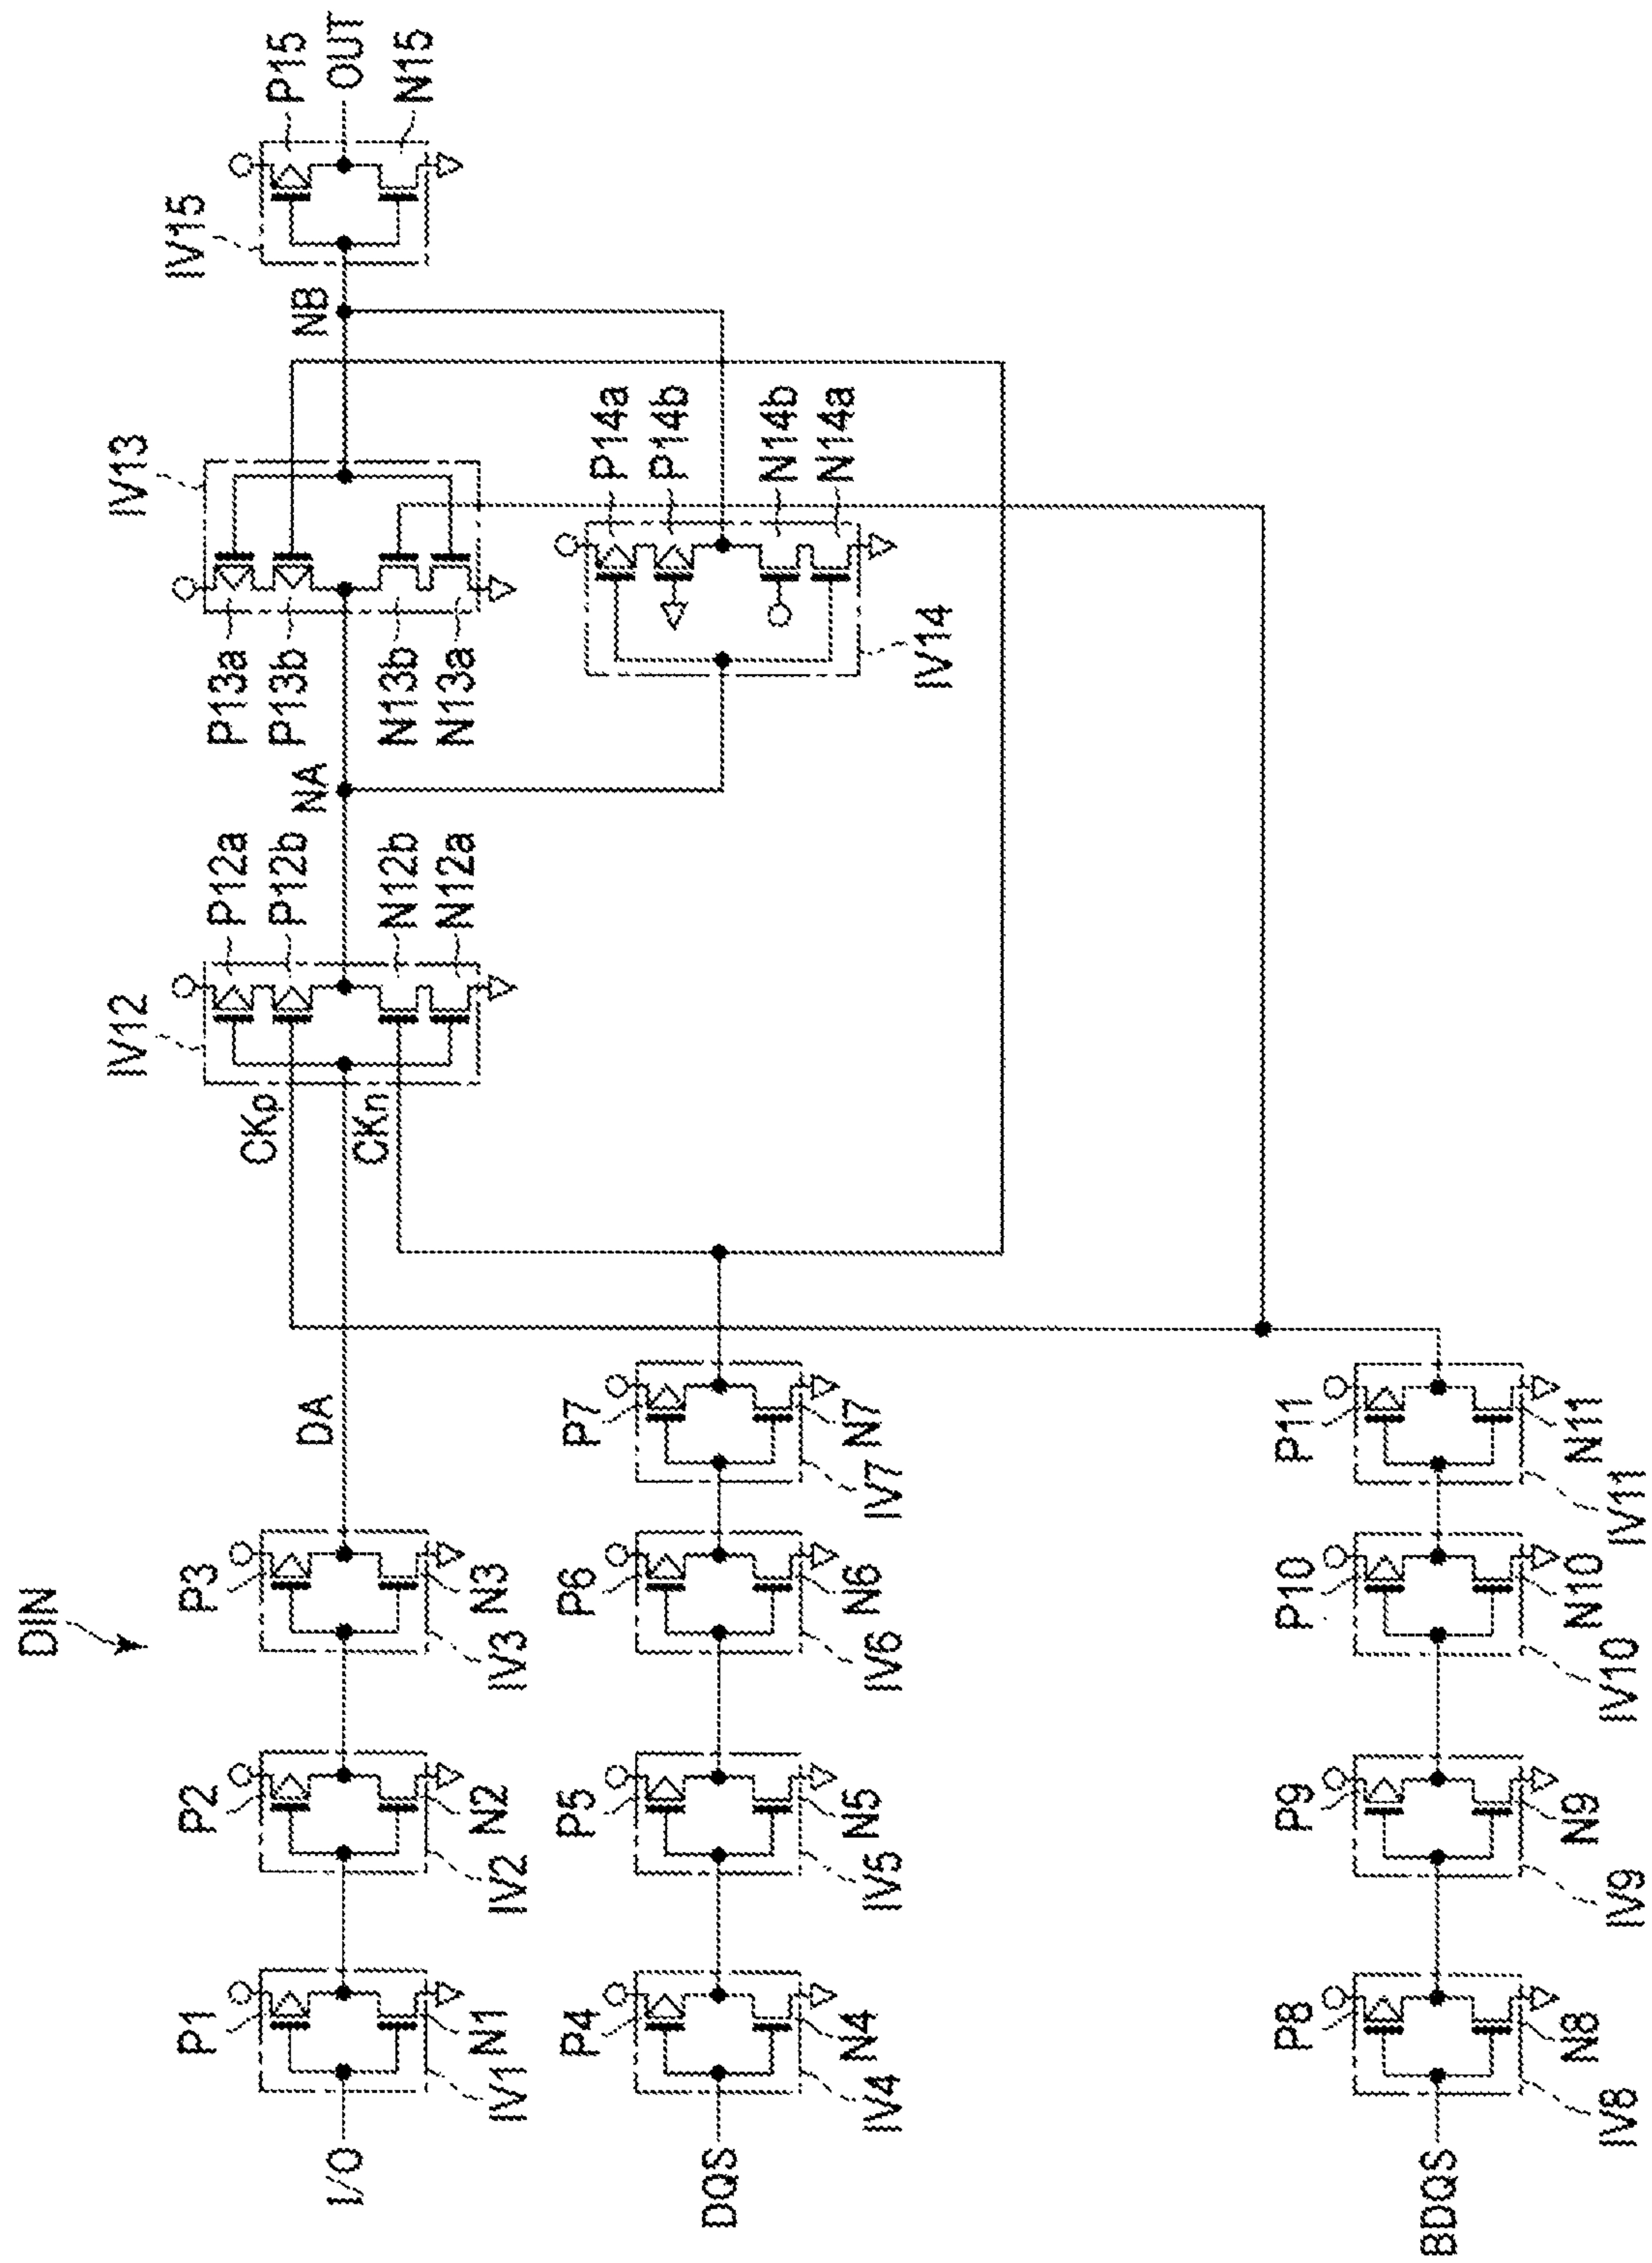 DIN
I/O
P1
N1
IV1
P2
N2
IV2
P3
N3
IV3
DA
CKp
CKn
IV12
P12a
P12b
N12b
N12a
NA
P13a
P13b
N13b
N13a
IV13
NB
IV15
P15
OUT
N15
P14a
P14b
N14b
N14a
IV14
DQS
P4
N4
IV4
P5
N5
IV5
P6
N6
IV6
P7
N7
IV7
BDQS
P8
N8
IV8
P9
N9
IV9
P10
N10
IV10
P11
N11
IV11